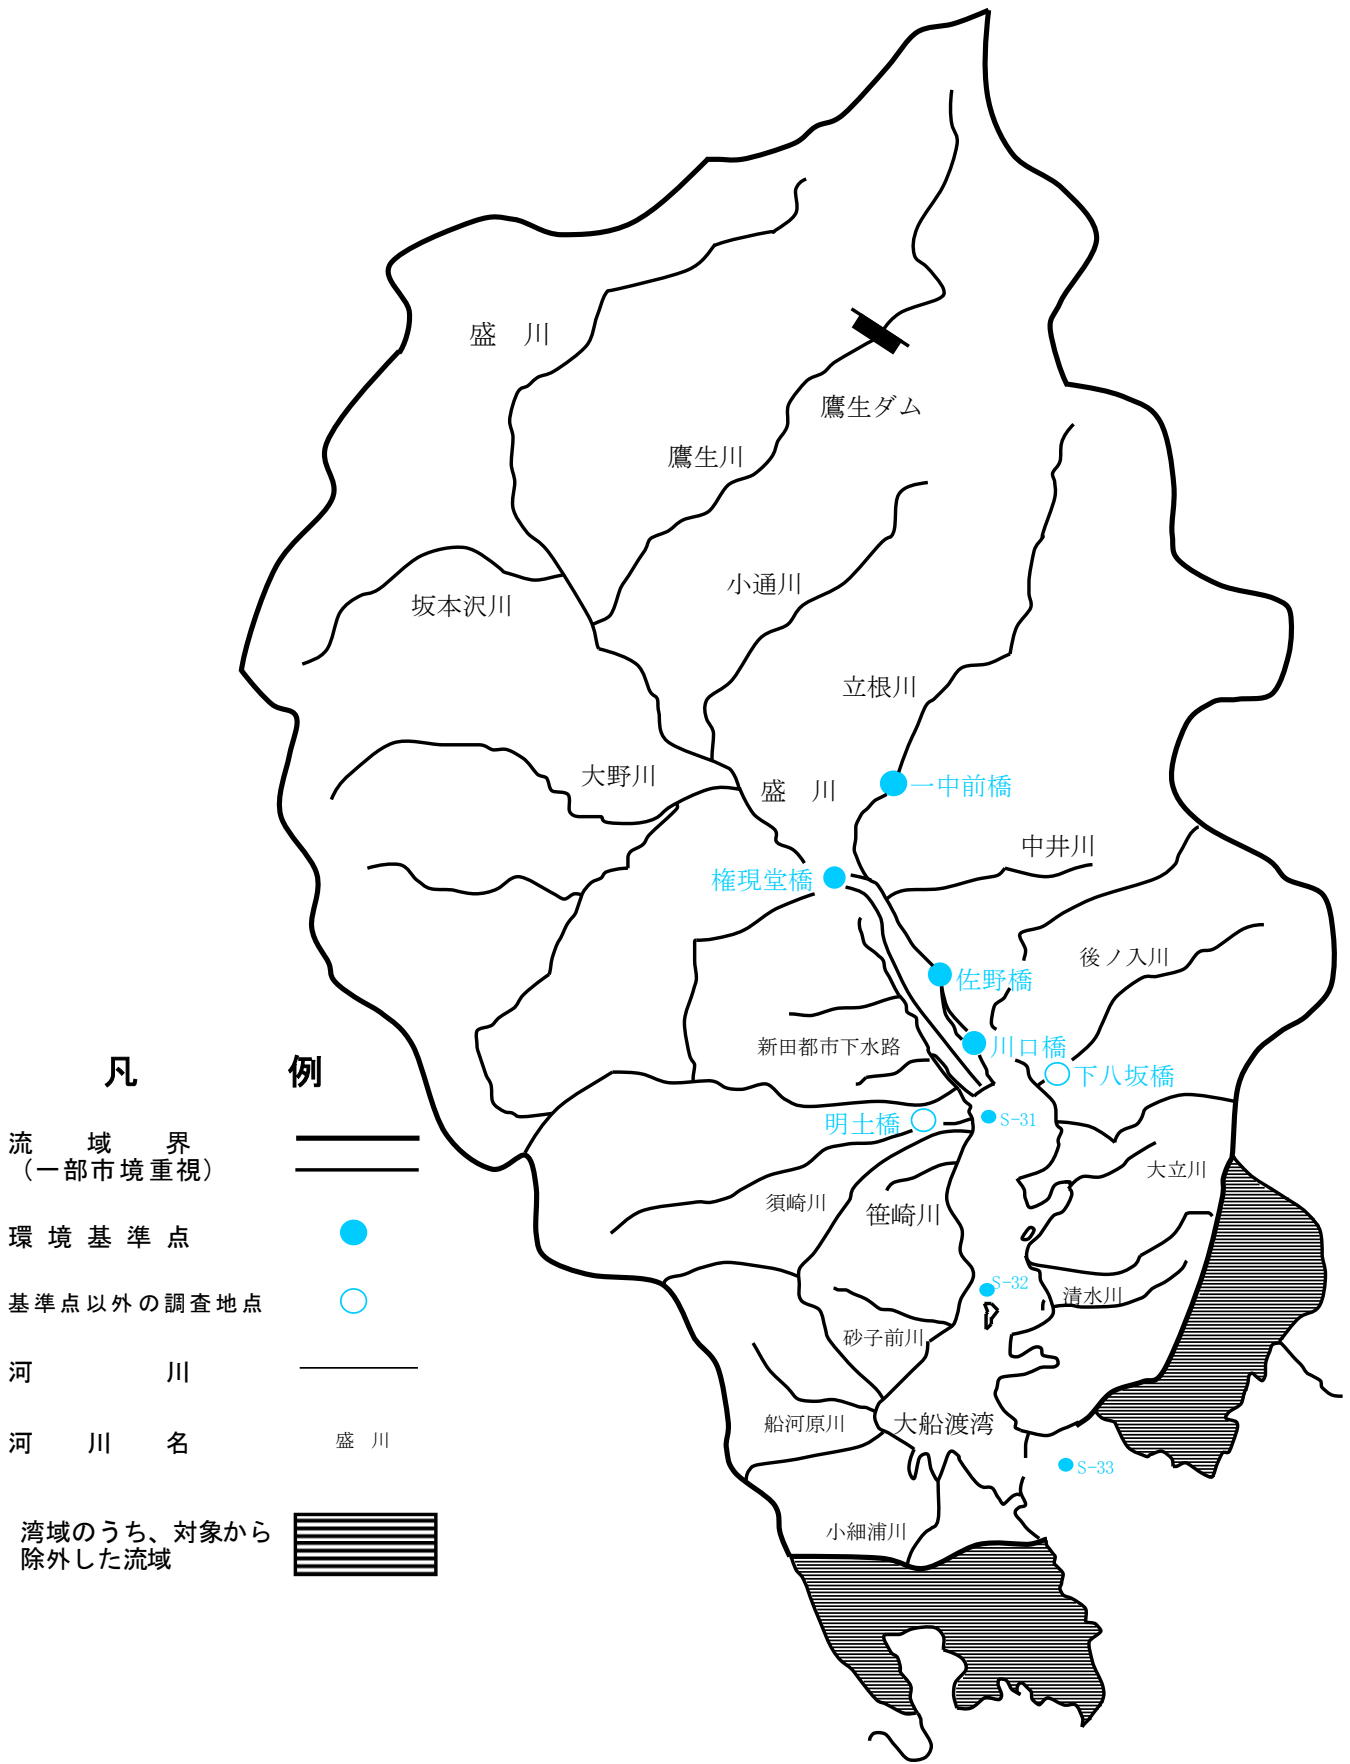 盛　川
鷹生ダム
鷹生川
小通川
坂本沢川
立根川
大野川
盛　川
一中前橋
中井川
権現堂橋
後ノ入川
佐野橋
新田都市下水路
川口橋
下八坂橋
明土橋
S-31
大立川
須崎川
笹崎川
S-32
清水川
砂子前川
船河原川
大船渡湾
S-33
小細浦川
凡　例
流　域　界
（一部市境重視）
環 境 基 準 点
基準点以外の調査地点
河　川
河　川　名
盛　川
湾域のうち、対象から
除外した流域